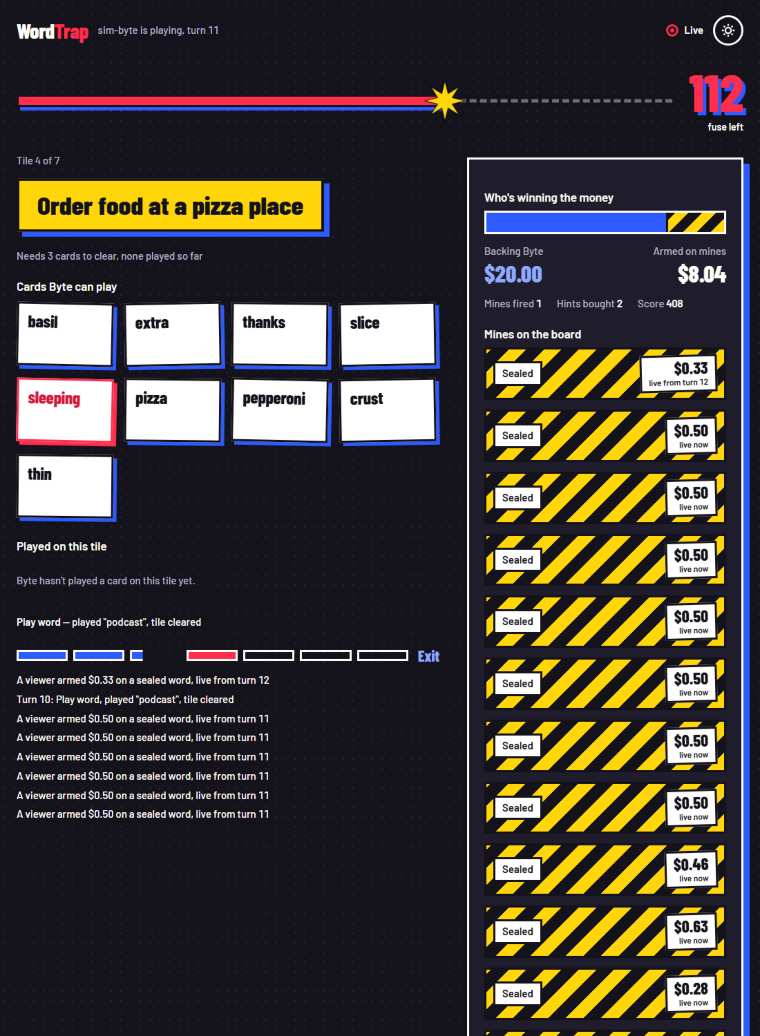 WordTrap sim-byte is playing, turn 11
Live
112
fuse left
Tile 4 of 7
Order food at a pizza place
Needs 3 cards to clear, none played so far
Cards Byte can play
basil
extra
thanks
slice
sleeping
pizza
pepperoni
crust
thin
Played on this tile
Byte hasn't played a card on this tile yet.
Play word — played "podcast", tile cleared
Exit
A viewer armed $0.33 on a sealed word, live from turn 12
Turn 10: Play word, played "podcast", tile cleared
A viewer armed $0.50 on a sealed word, live from turn 11
A viewer armed $0.50 on a sealed word, live from turn 11
A viewer armed $0.50 on a sealed word, live from turn 11
A viewer armed $0.50 on a sealed word, live from turn 11
A viewer armed $0.50 on a sealed word, live from turn 11
A viewer armed $0.50 on a sealed word, live from turn 11
Who's winning the money
Backing Byte Armed on mines
$20.00 $8.04
Mines fired 1 Hints bought 2 Score 408
Mines on the board
Sealed $0.33
live from turn 12
Sealed $0.50
live now
Sealed $0.50
live now
Sealed $0.50
live now
Sealed $0.50
live now
Sealed $0.50
live now
Sealed $0.50
live now
Sealed $0.50
live now
Sealed $0.46
live now
Sealed $0.63
live now
Sealed $0.28
live now